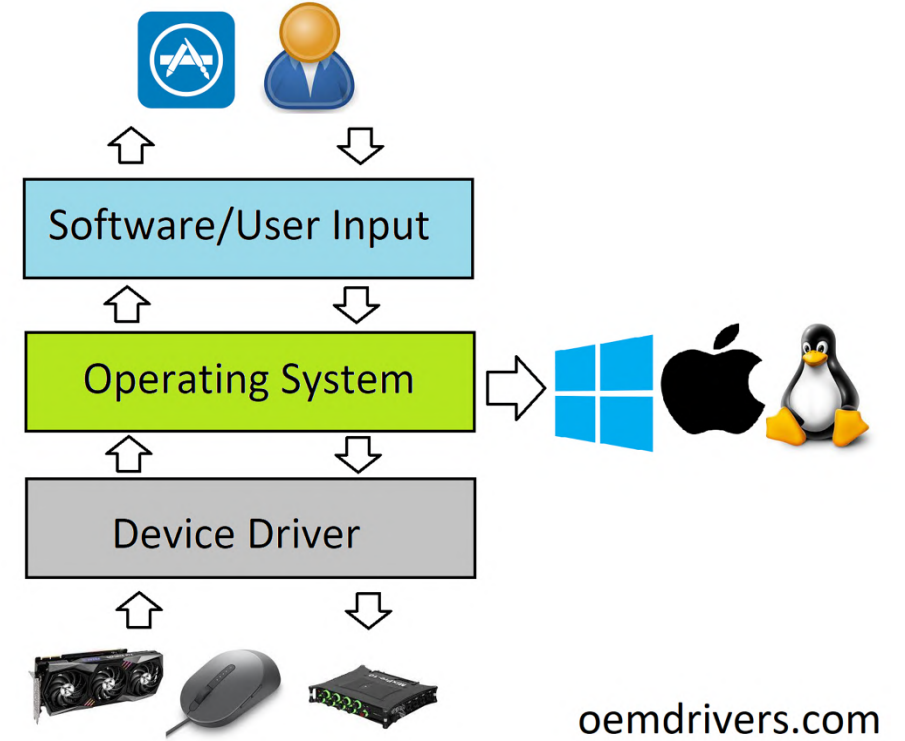 Software/User Input
Operating System
Device Driver
oemdrivers.com